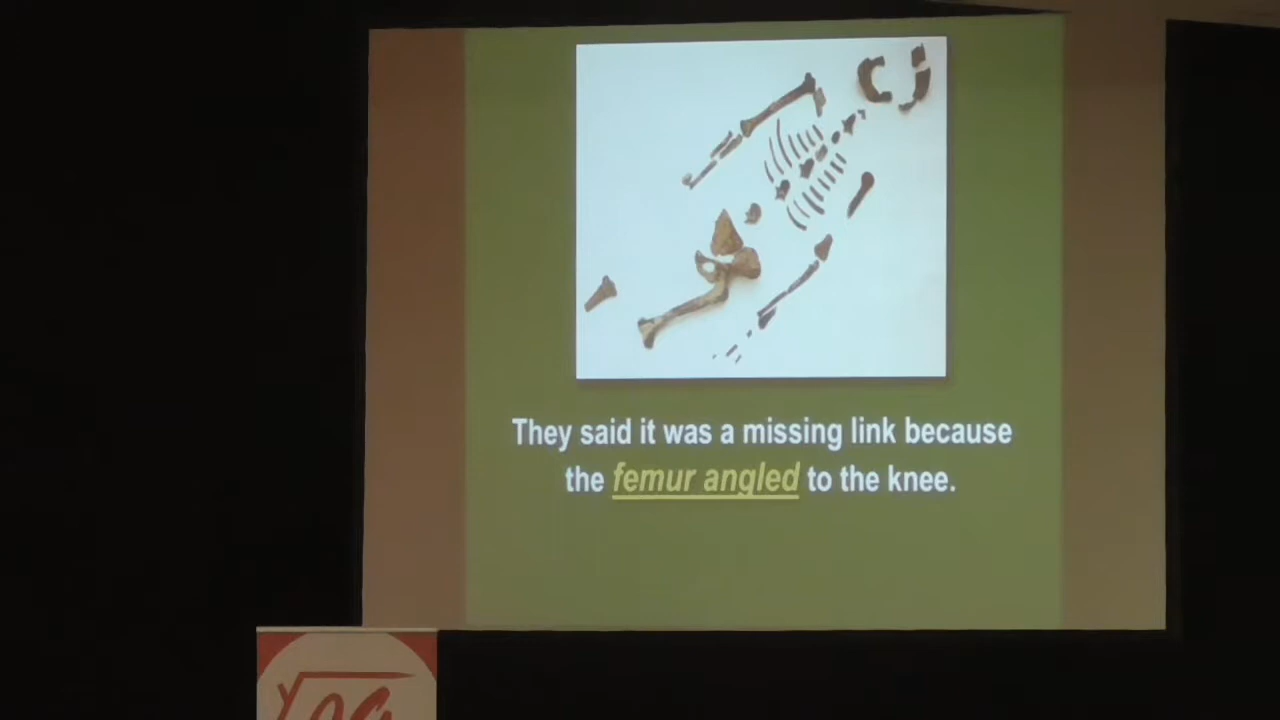 They said it was a missing link because
the femur angled to the knee.